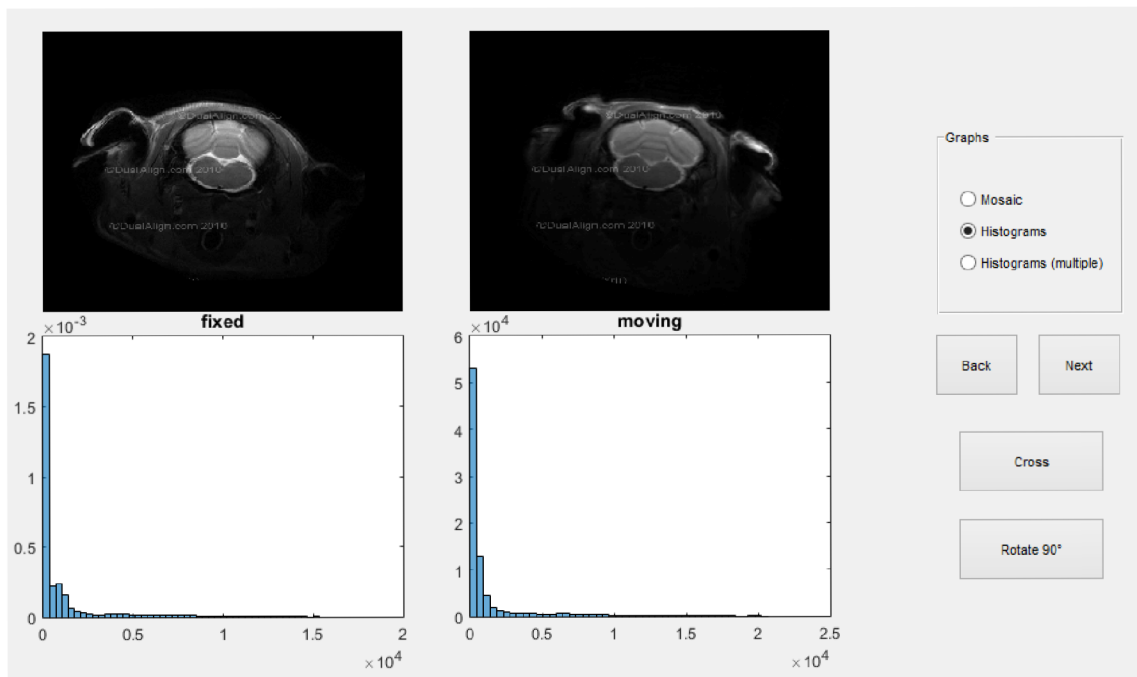 ©DualAlign.com 20
©DualAlign.com 2010
©DualAlign.com 2010
©DualAlign.com 2010
©DualAlign.com 2010
©DualAlign.com 2010
fixed
moving
×10⁻³
2
1.5
1
0.5
0
0
0.5
1
1.5
2
×10⁴
×10⁴
6
5
4
3
2
1
0
0
0.5
1
1.5
2
2.5
×10⁴
Graphs
Mosaic
Histograms
Histograms (multiple)
Back
Next
Cross
Rotate 90°